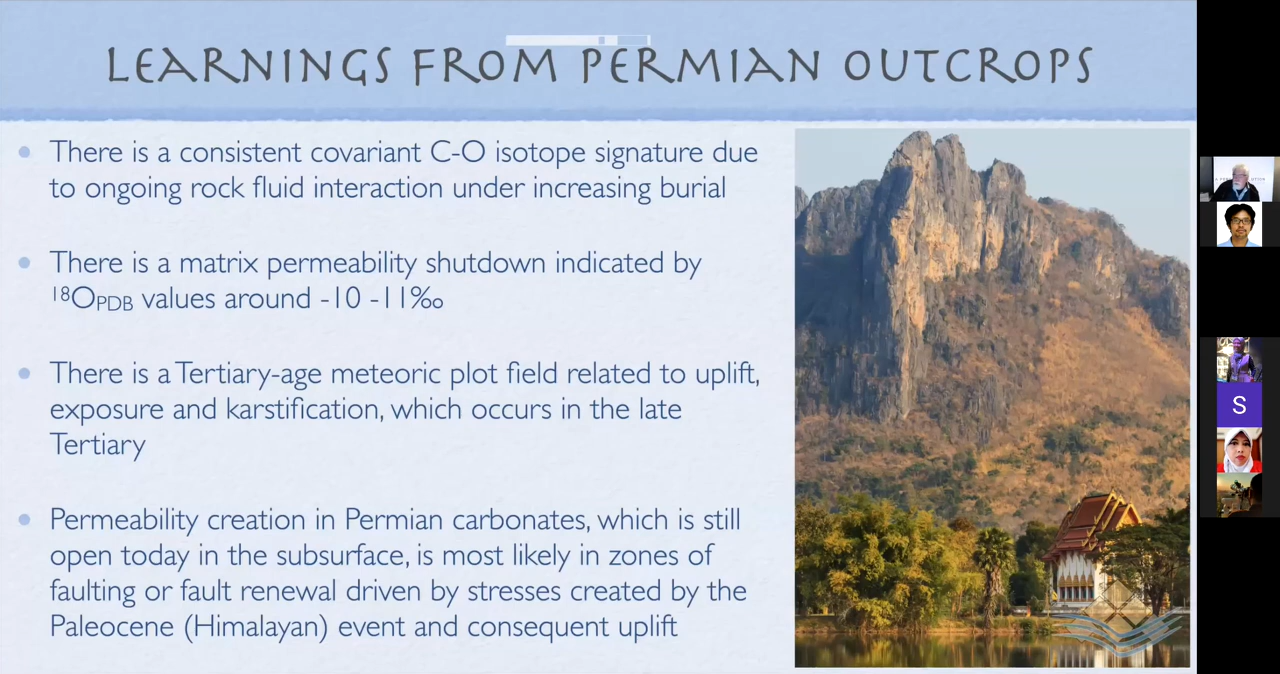 LEARNINGS FROM PERMIAN OUTCROPS
There is a consistent covariant C-O isotope signature due
to ongoing rock fluid interaction under increasing burial
There is a matrix permeability shutdown indicated by
¹⁸O_PDB values around -10 -11‰
There is a Tertiary-age meteoric plot field related to uplift,
exposure and karstification, which occurs in the late
Tertiary
Permeability creation in Permian carbonates, which is still
open today in the subsurface, is most likely in zones of
faulting or fault renewal driven by stresses created by the
Paleocene (Himalayan) event and consequent uplift
S